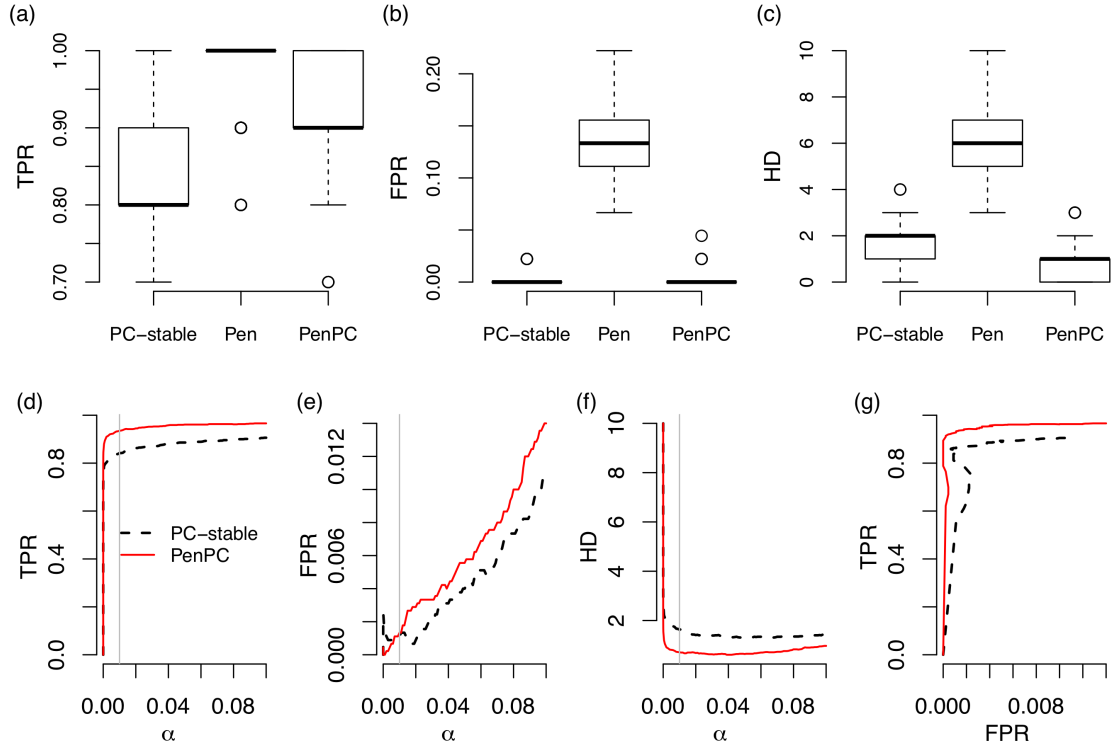 (a)
TPR
0.70 0.80 0.90 1.00
PC−stable Pen PenPC
(b)
FPR
0.00 0.10 0.20
PC−stable Pen PenPC
(c)
HD
0 2 4 6 8 10
PC−stable Pen PenPC
(d)
TPR
0.0 0.4 0.8
PC−stable
PenPC
0.00 0.04 0.08
α
(e)
FPR
0.000 0.006 0.012
0.00 0.04 0.08
α
(f)
HD
2 4 6 8 10
0.00 0.04 0.08
α
(g)
TPR
0.0 0.4 0.8
0.000 0.008
FPR